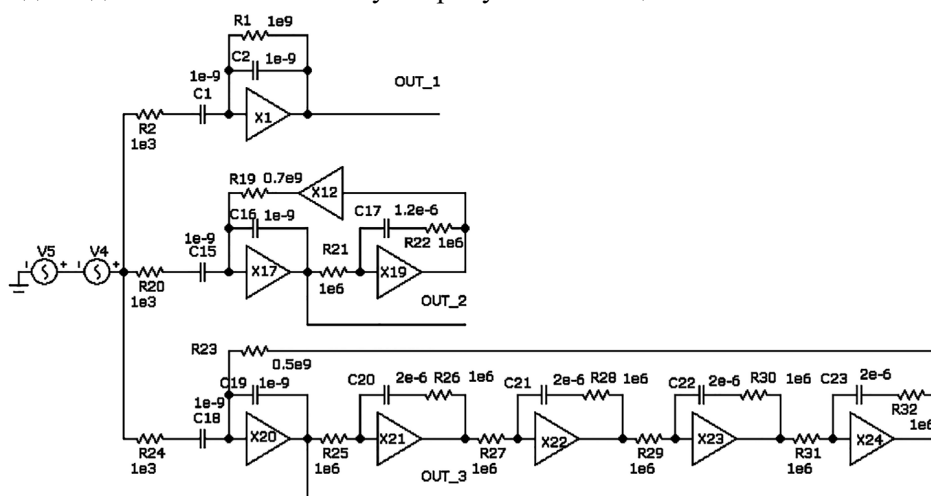 R1 1e9
C2 1e-9
1e-9
C1
X1
OUT_1
R2
1e3
R19 0.7e9
X12
C16 1e-9
C17 1.2e-6
R22 1e6
1e-9
C15
R21
1e6
X17
X19
V5 V4
R20
1e3
OUT_2
R23
0.5e9
C19 1e-9
1e-9
C18
C20 2e-6 R26 1e6
C21 2e-6 R28 1e6
C22 2e-6 R30 1e6
C23 2e-6
R32
1e6
X20
X21
X22
X23
X24
R24
1e3
R25
1e6
R27
1e6
R29
1e6
R31
1e6
OUT_3